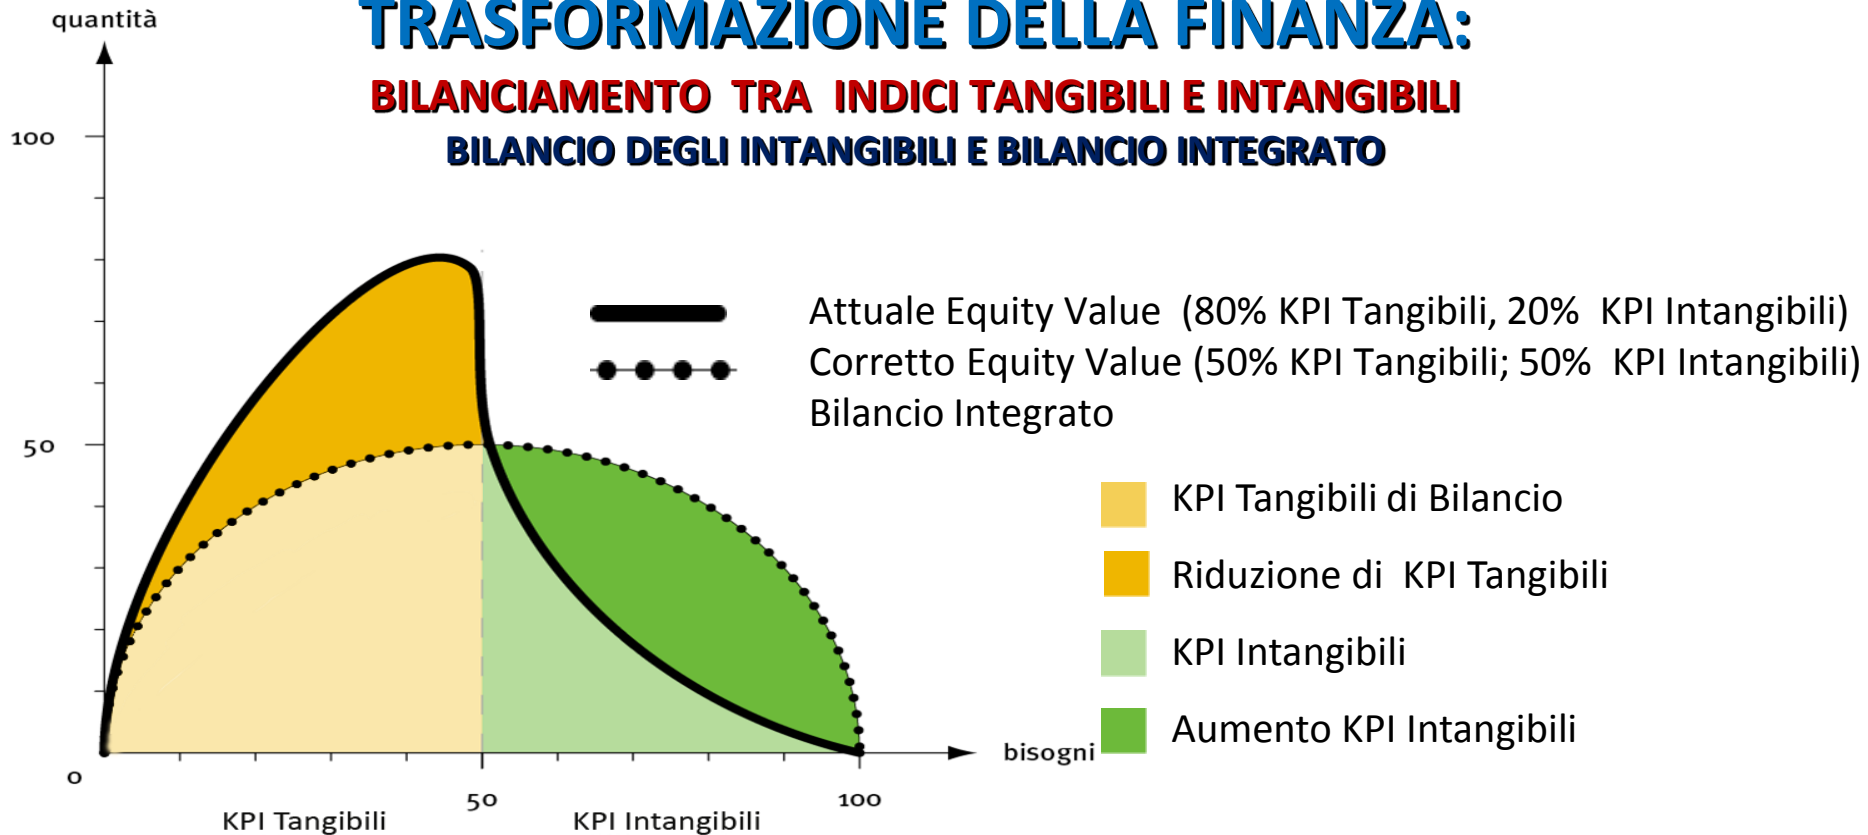 quantità
TRASFORMAZIONE DELLA FINANZA:
BILANCIAMENTO TRA INDICI TANGIBILI E INTANGIBILI
BILANCIO DEGLI INTANGIBILI E BILANCIO INTEGRATO
100
Attuale Equity Value (80% KPI Tangibili, 20% KPI Intangibili)
Corretto Equity Value (50% KPI Tangibili; 50% KPI Intangibili)
Bilancio Integrato
50
KPI Tangibili di Bilancio
Riduzione di KPI Tangibili
KPI Intangibili
Aumento KPI Intangibili
bisogni
0
50
100
KPI Tangibili
KPI Intangibili